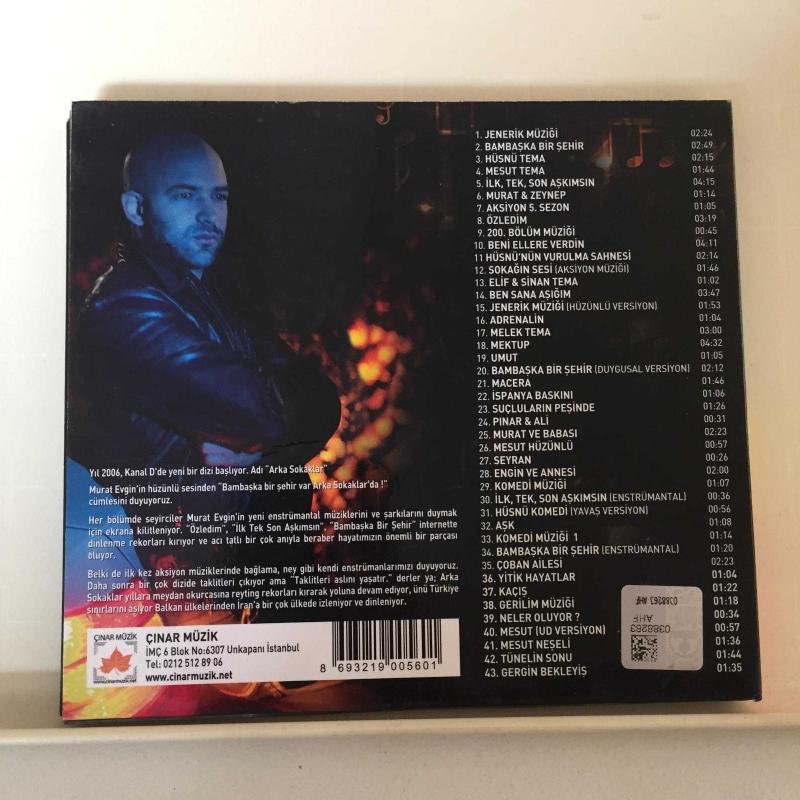 1. JENERİK MÜZİĞİ 02:24
2. BAMBAŞKA BİR ŞEHİR 02:49
3. HÜSNÜ TEMA 02:15
4. MESUT TEMA 01:44
5. İLK, TEK, SON AŞKIMSIN 04:15
6. MURAT & ZEYNEP 01:14
7. AKSİYON 5. SEZON 01:05
8. ÖZLEDİM 03:19
9. 200. BÖLÜM MÜZİĞİ 00:45
10. BENİ ELLERE VERDİN 04:11
11 HÜSNÜ'NÜN VURULMA SAHNESİ 02:14
12. SOKAĞIN SESİ (AKSİYON MÜZİĞİ) 01:46
13. ELİF & SİNAN TEMA 01:02
14. BEN SANA AŞIĞIM 03:47
15. JENERİK MÜZİĞİ (HÜZÜNLÜ VERSİYON) 01:53
16. ADRENALİN 01:04
17. MELEK TEMA 03:00
18. MEKTUP 04:32
19. UMUT 01:05
20. BAMBAŞKA BİR ŞEHİR (DUYGUSAL VERSİYON) 02:12
21. MACERA 01:46
22. İSPANYA BASKINI 01:06
23. SUÇLULARIN PEŞİNDE 01:26
24. PINAR & ALİ 00:31
25. MURAT VE BABASI 02:23
26. MESUT HÜZÜNLÜ 00:57
27. SEYRAN 00:26
28. ENGİN VE ANNESİ 02:00
29. KOMEDİ MÜZİĞİ 01:07
30. İLK, TEK, SON AŞKIMSIN (ENSTRÜMANTAL) 00:36
31. HÜSNÜ KOMEDİ (YAVAŞ VERSİYON) 00:56
32. AŞK 01:08
33. KOMEDİ MÜZİĞİ 1 01:14
34. BAMBAŞKA BİR ŞEHİR (ENSTRÜMANTAL) 01:20
35. ÇOBAN AİLESİ 02:23
36. YİTİK HAYATLAR 01:04
37. KAÇIŞ 01:22
38. GERİLİM MÜZİĞİ 01:18
39. NELER OLUYOR ? 00:34
40. MESUT (UD VERSİYON) 00:57
41. MESUT NEŞELİ 01:36
42. TÜNELİN SONU 01:44
43. GERGİN BEKLEYİŞ 01:35
Yıl 2006, Kanal D'de yeni bir dizi başlıyor. Adı "Arka Sokaklar"
Murat Evgin'in hüzünlü sesinden "Bambaşka bir şehir var Arka Sokaklar'da !"
cümlesini duyuyoruz.
Her bölümde seyirciler Murat Evgin'in yeni enstrümantal müziklerini ve şarkılarını duymak
için ekrana kilitleniyor. "Özledim", "İlk Tek Son Aşkımsın", "Bambaşka Bir Şehir" internette
dinlenme rekorları kırıyor ve acı tatlı bir çok anıyla beraber hayatımızın önemli bir parçası
oluyor.
Belki de ilk kez aksiyon müziklerinde bağlama, ney gibi kendi enstrümanlarımızı duyuyoruz.
Daha sonra bir çok dizide taklitleri çıkıyor ama "Taklitleri aslını yaşatır." derler ya; Arka
Sokaklar yıllara meydan okurcasına reyting rekorları kırarak yoluna devam ediyor, ünü Türkiye
sınırlarını aşıyor Balkan ülkelerinden İran'a bir çok ülkede izleniyor ve dinleniyor.
ÇINAR MÜZİK
ÇINAR MÜZİK
İMÇ 6 Blok No:6307 Unkapanı İstanbul
Tel: 0212 512 89 06
www.cinarmuzik.net
www.cinarmuzik.net
8 693219 005601
0388263 AHF
AHF
0388263